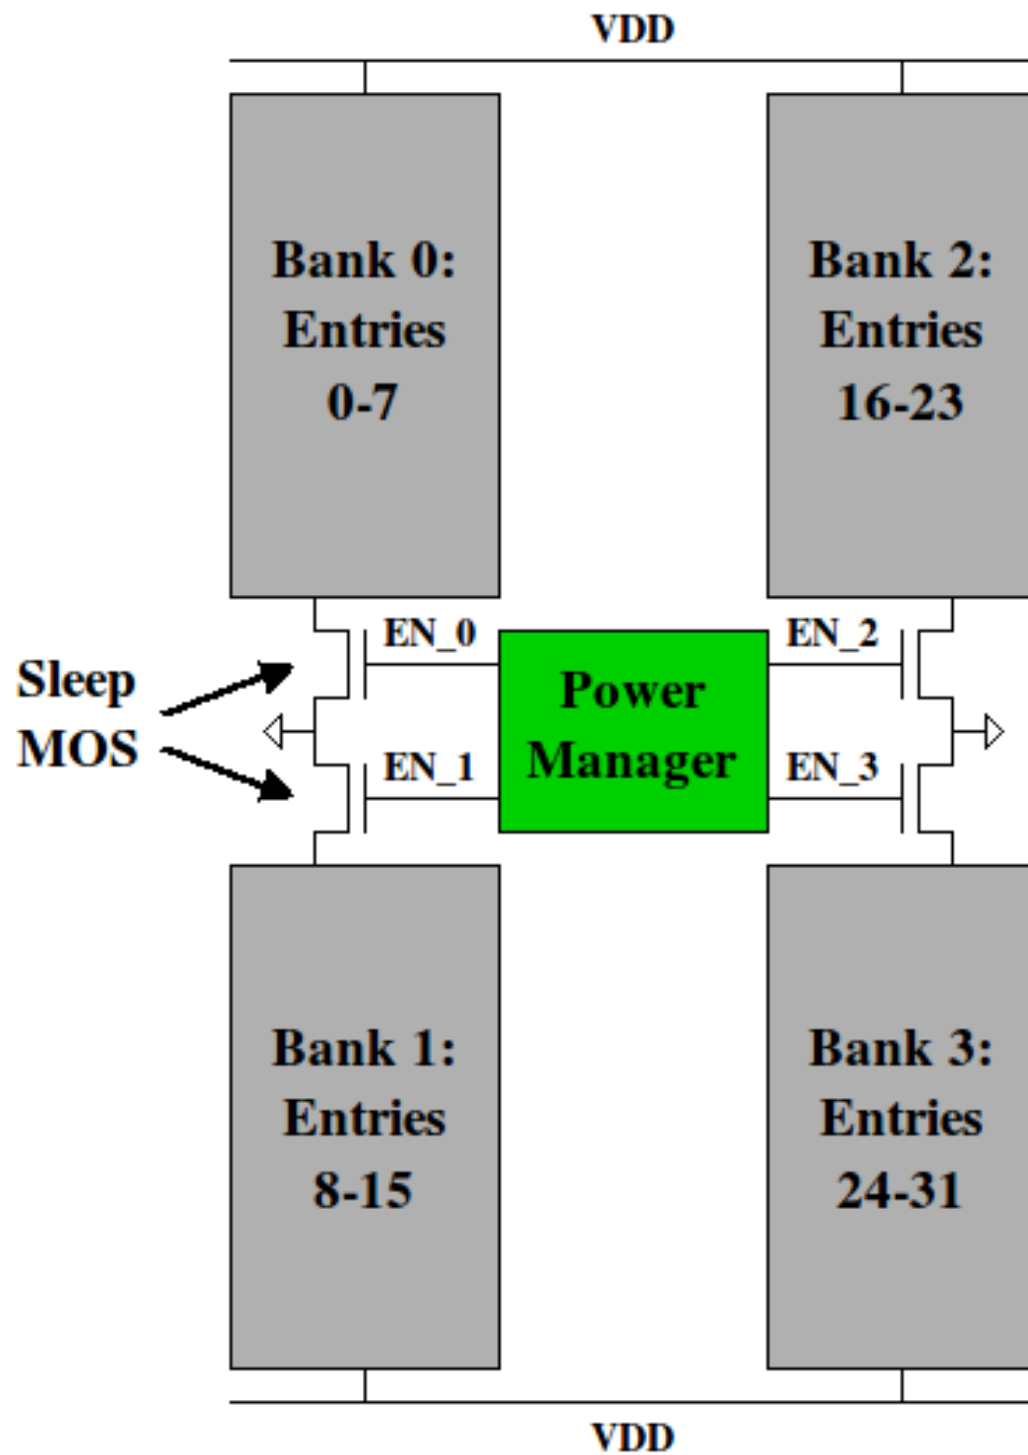 VDD
Bank 0:
Entries
0-7
Bank 2:
Entries
16-23
EN_0
EN_2
Sleep
MOS
Power
Manager
EN_1
EN_3
Bank 1:
Entries
8-15
Bank 3:
Entries
24-31
VDD